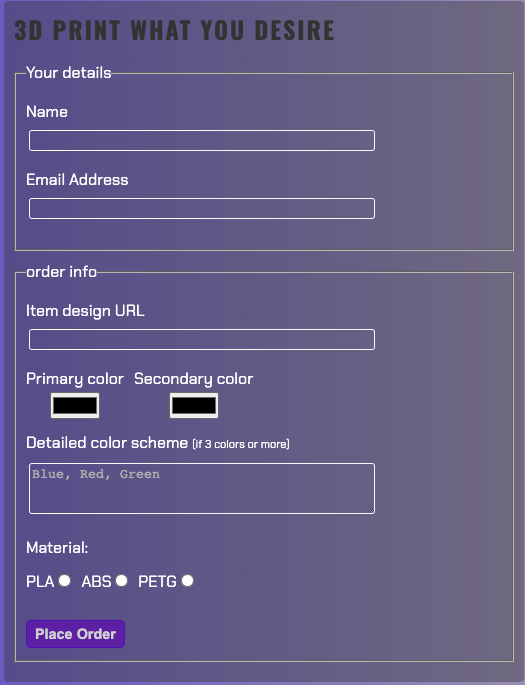 3D PRINT WHAT YOU DESIRE
Your details
Name
Email Address
order info
Item design URL
Primary color Secondary color
Detailed color scheme (if 3 colors or more)
Blue, Red, Green
Material:
PLA ABS PETG
Place Order